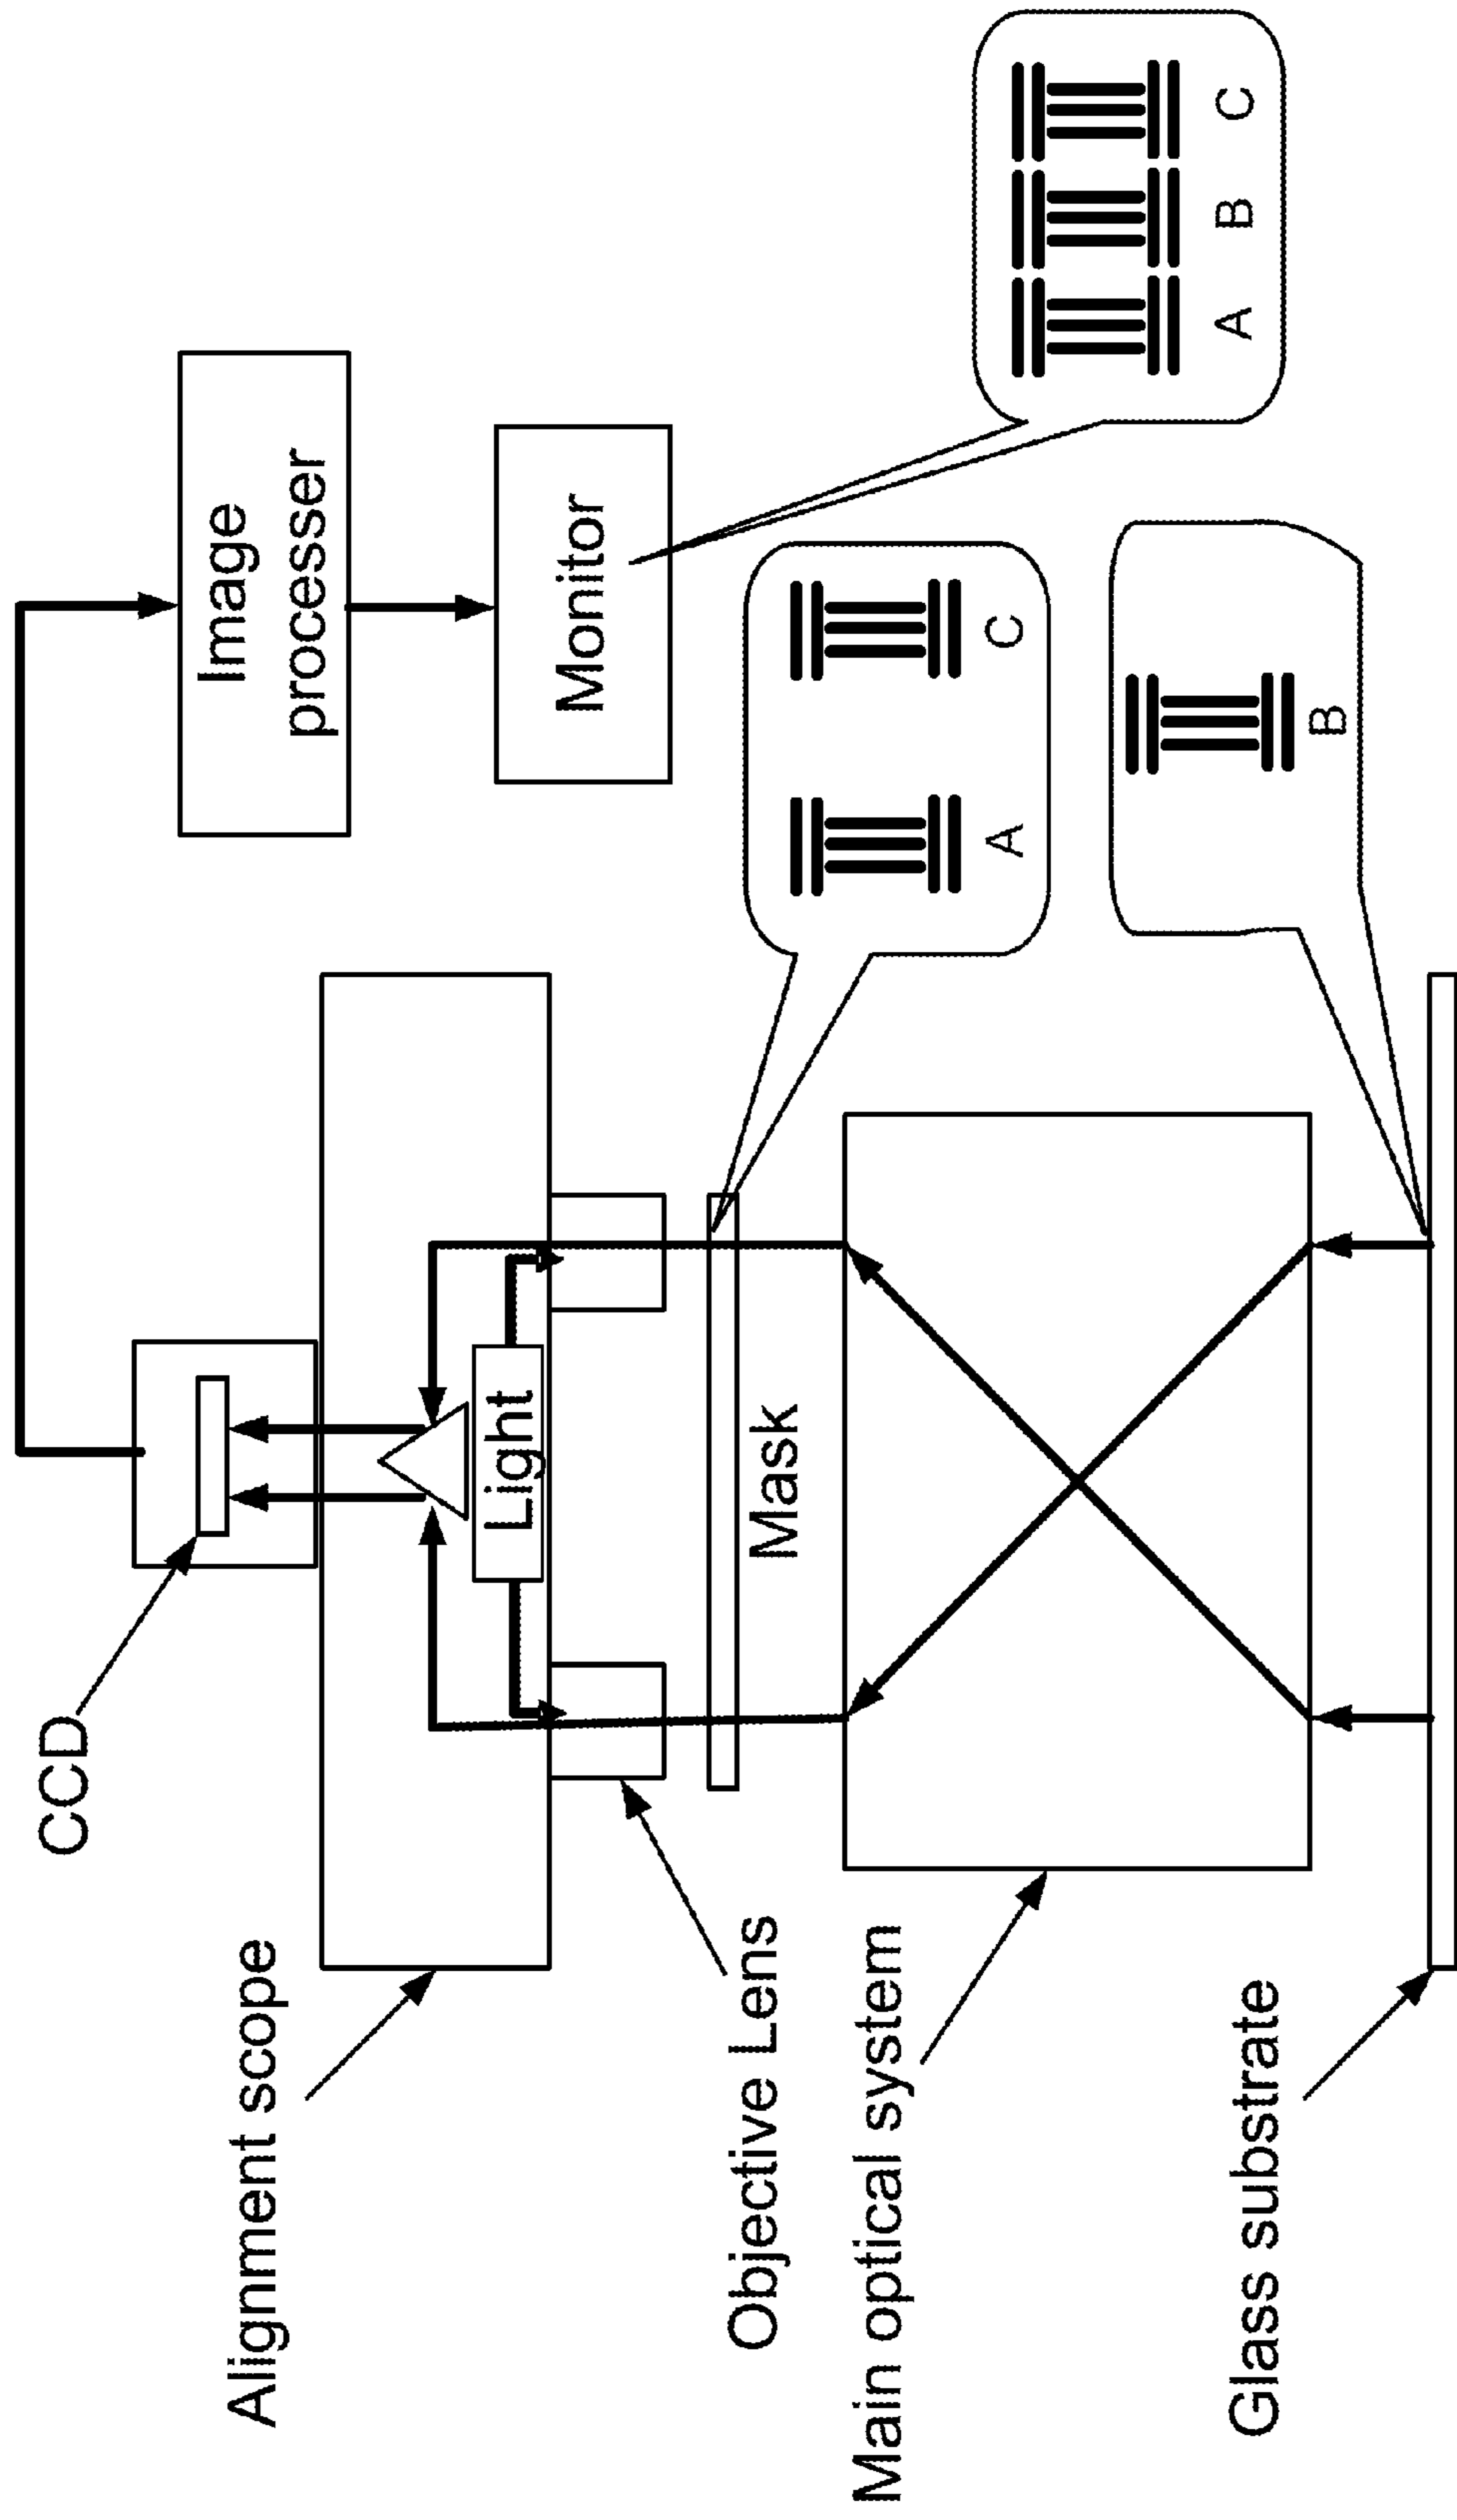 CCD
Image
processer
Alignment scope
Light
Monitor
Objective Lens
Mask
A
C
A
B
C
Main optical system
B
Glass substrate